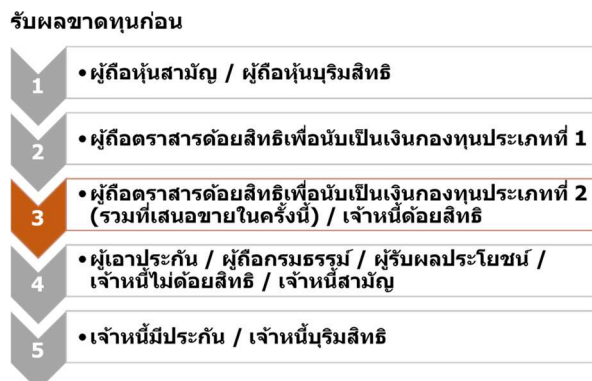 รับผลขาดทุนก่อน
1
•ผู้ถือหุ้นสามัญ / ผู้ถือหุ้นบุริมสิทธิ
2
•ผู้ถือตราสารด้อยสิทธิเพื่อนับเป็นเงินกองทุนประเภทที่ 1
3
•ผู้ถือตราสารด้อยสิทธิเพื่อนับเป็นเงินกองทุนประเภทที่ 2
(รวมที่เสนอขายในครั้งนี้) / เจ้าหนี้ด้อยสิทธิ
4
•ผู้เอาประกัน / ผู้ถือกรมธรรม์ / ผู้รับผลประโยชน์ /
เจ้าหนี้ไม่ด้อยสิทธิ / เจ้าหนี้สามัญ
5
•เจ้าหนี้มีประกัน / เจ้าหนี้บุริมสิทธิ